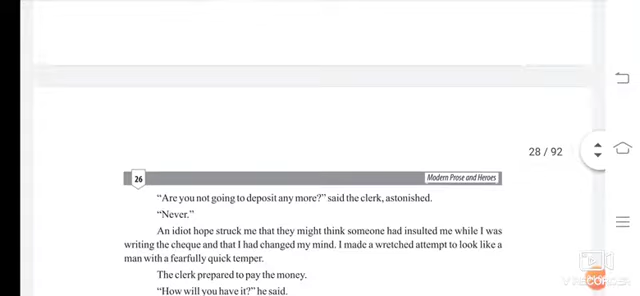 28 / 92
26
Modern Prose and Heroes
“Are you not going to deposit any more?” said the clerk, astonished.
“Never.”
An idiot hope struck me that they might think someone had insulted me while I was
writing the cheque and that I had changed my mind. I made a wretched attempt to look like a
man with a fearfully quick temper.
The clerk prepared to pay the money.
“How will you have it?” he said.
V RECORDER